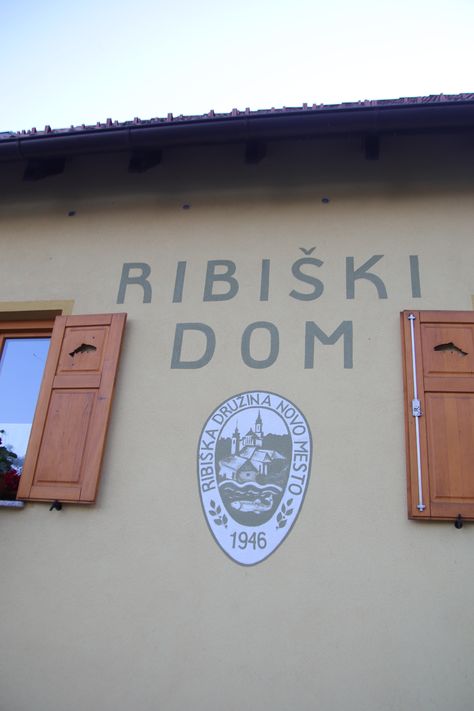 RIBIŠKI
DOM
RIBIŠKA DRUŽINA NOVO MESTO
1946